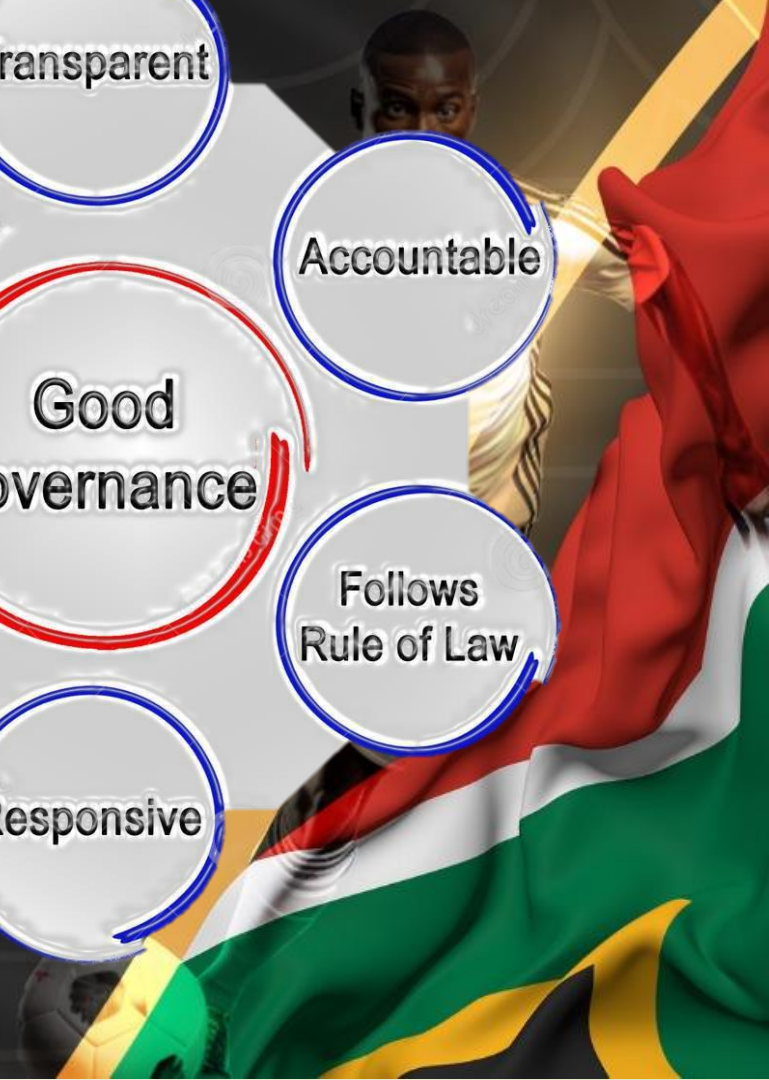 ransparent
Accountable
Good
overnance
Follows
Rule of Law
esponsive